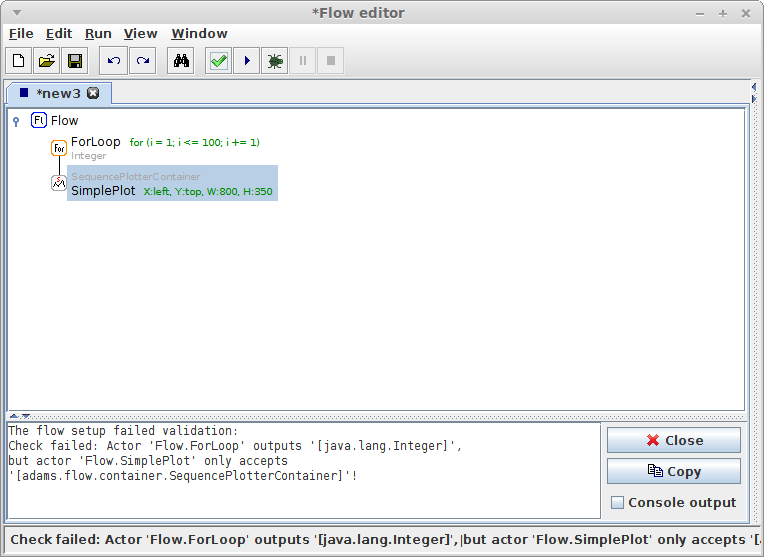 *Flow editor
File Edit Run View Window
*new3
Fl Flow
For ForLoop for (i = 1; i <= 100; i += 1)
Integer
SequencePlotterContainer
SimplePlot X:left, Y:top, W:800, H:350
The flow setup failed validation:
Check failed: Actor 'Flow.ForLoop' outputs '[java.lang.Integer]',
but actor 'Flow.SimplePlot' only accepts
'[adams.flow.container.SequencePlotterContainer]'!
Close
Copy
Console output
Check failed: Actor 'Flow.ForLoop' outputs '[java.lang.Integer]',|but actor 'Flow.SimplePlot' only accepts '[